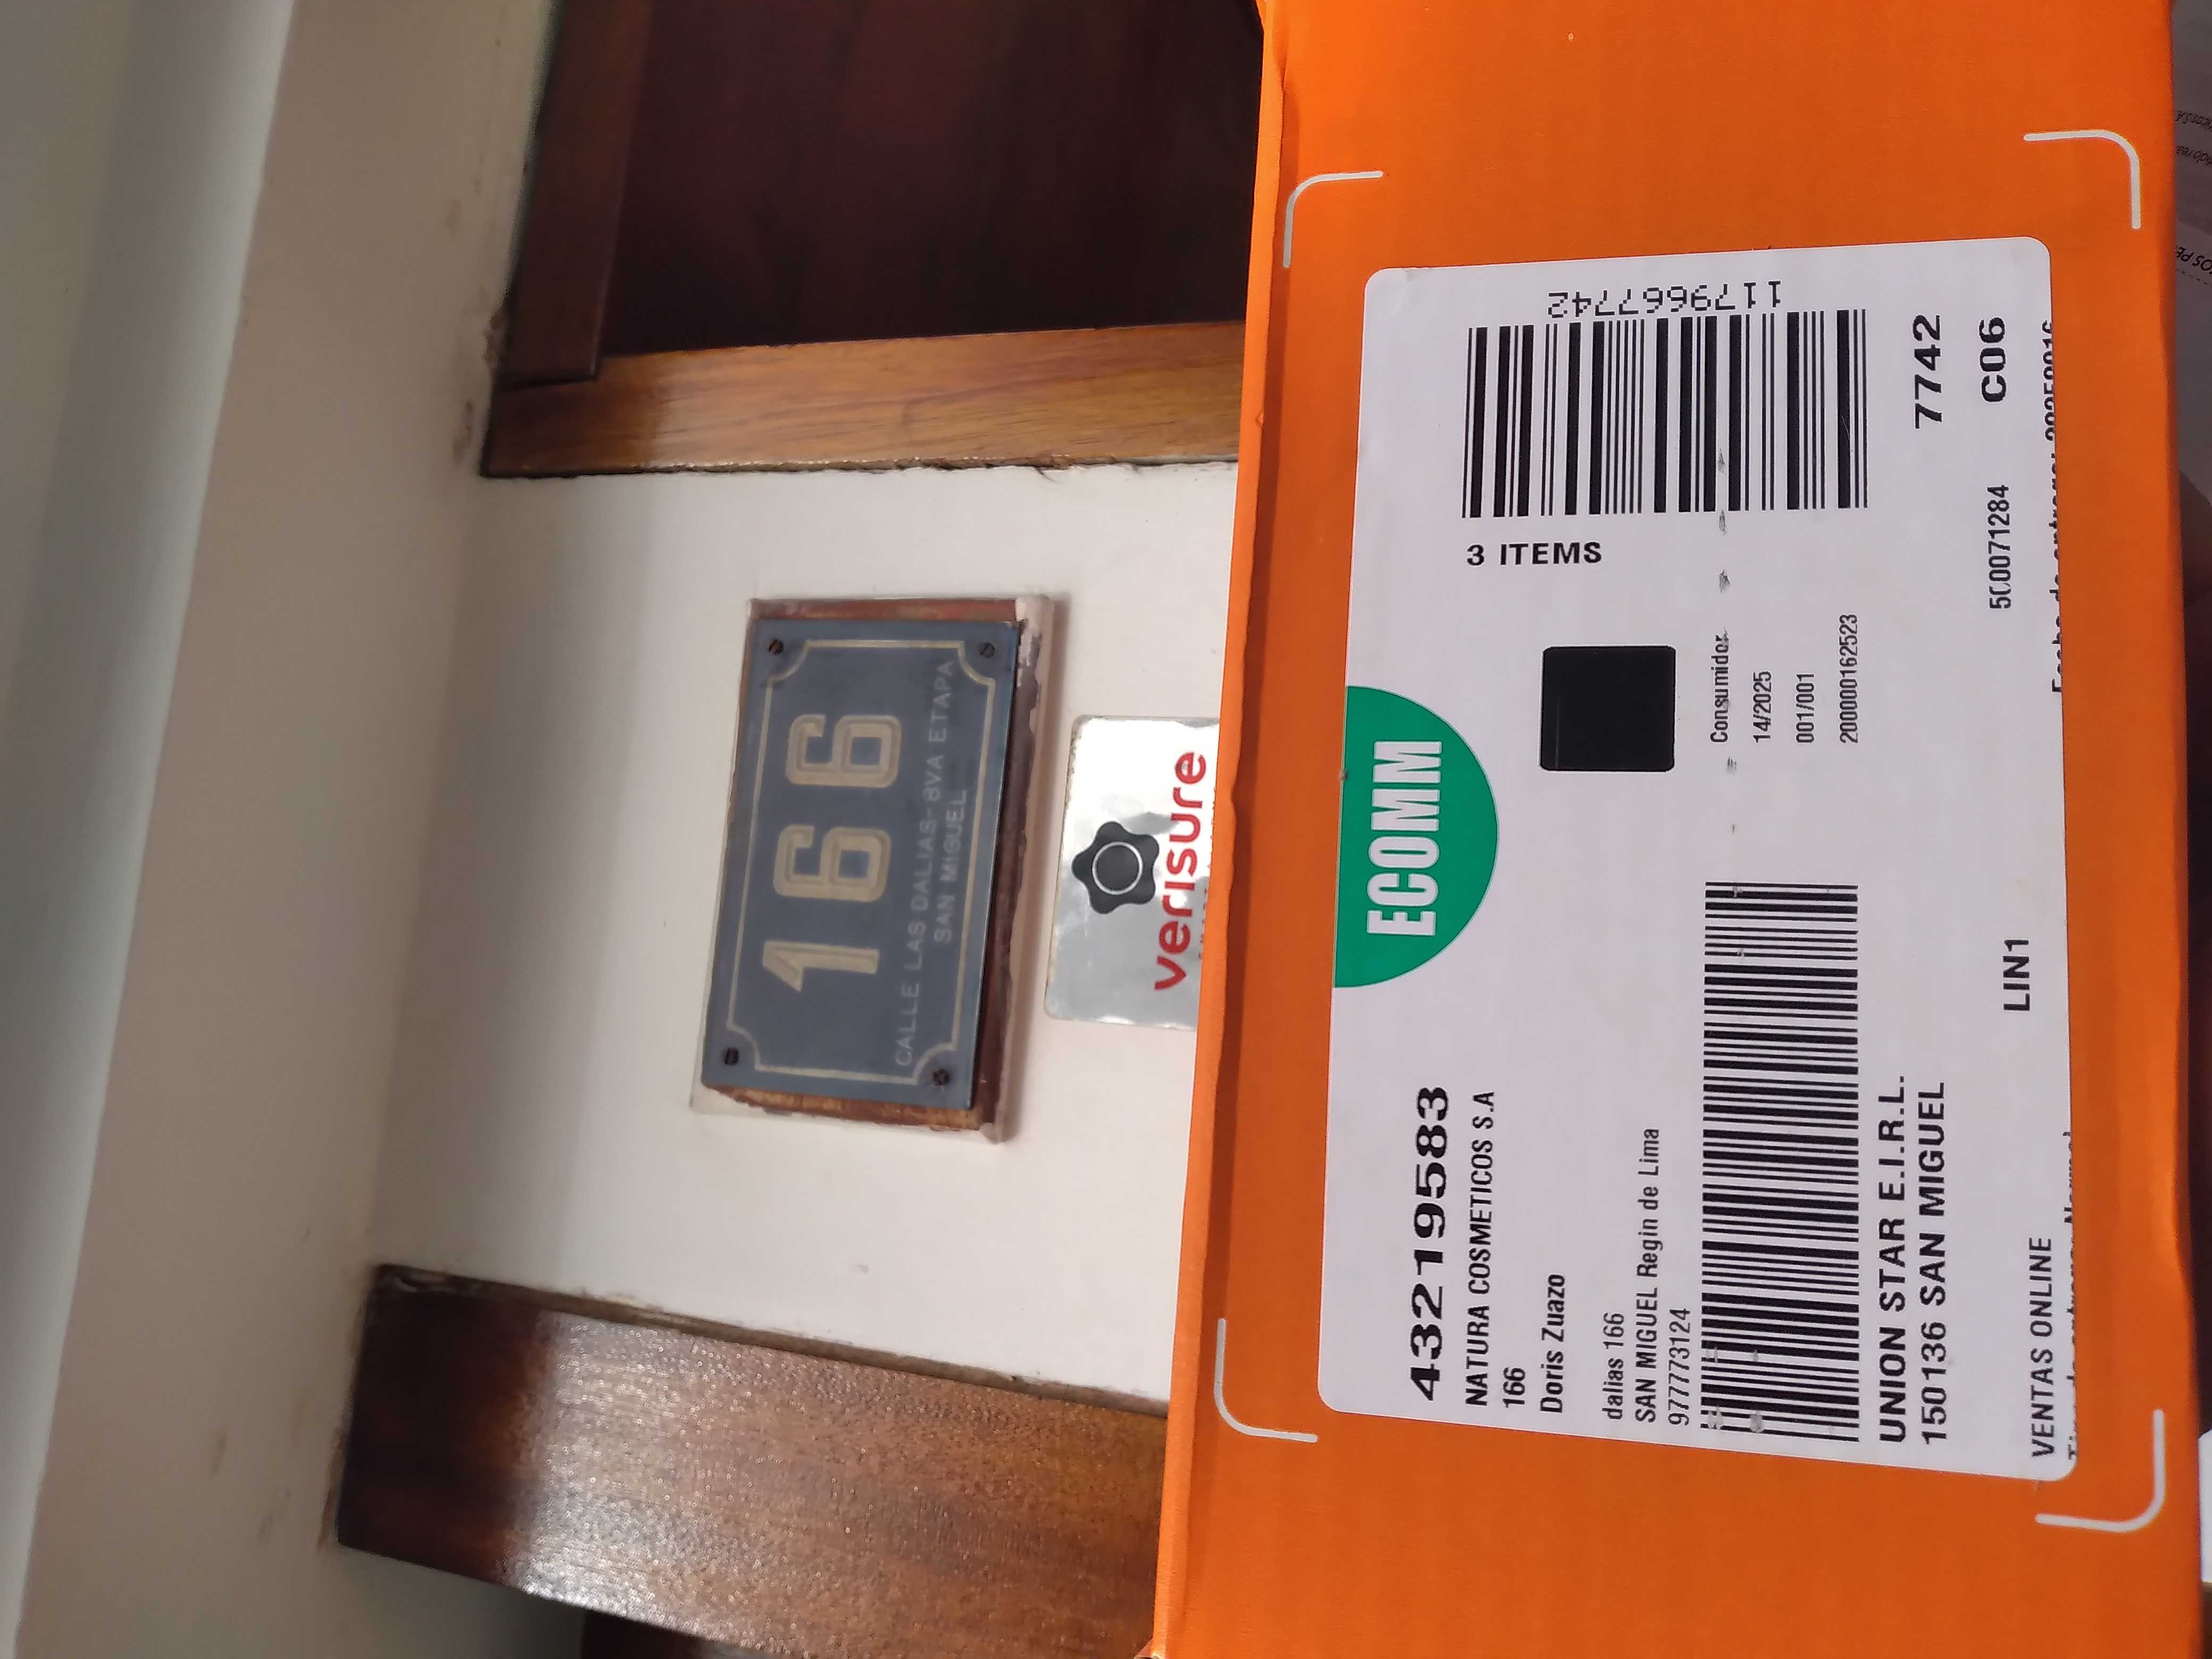 166
CALLE LAS DALIAS-8VA ETAPA
SAN MIGUEL
verisure
ECOMM
43219583
NATURA COSMETICOS S.A
166
Doris Zuazo
dalias 166
SAN MIGUEL Regin de Lima
977773124
3 ITEMS
1179667742
Consumidor
14/2025
001/001
2000000162523
UNION STAR E.I.R.L.
150136 SAN MIGUEL
7742
LIN1
500071284
C06
VENTAS ONLINE